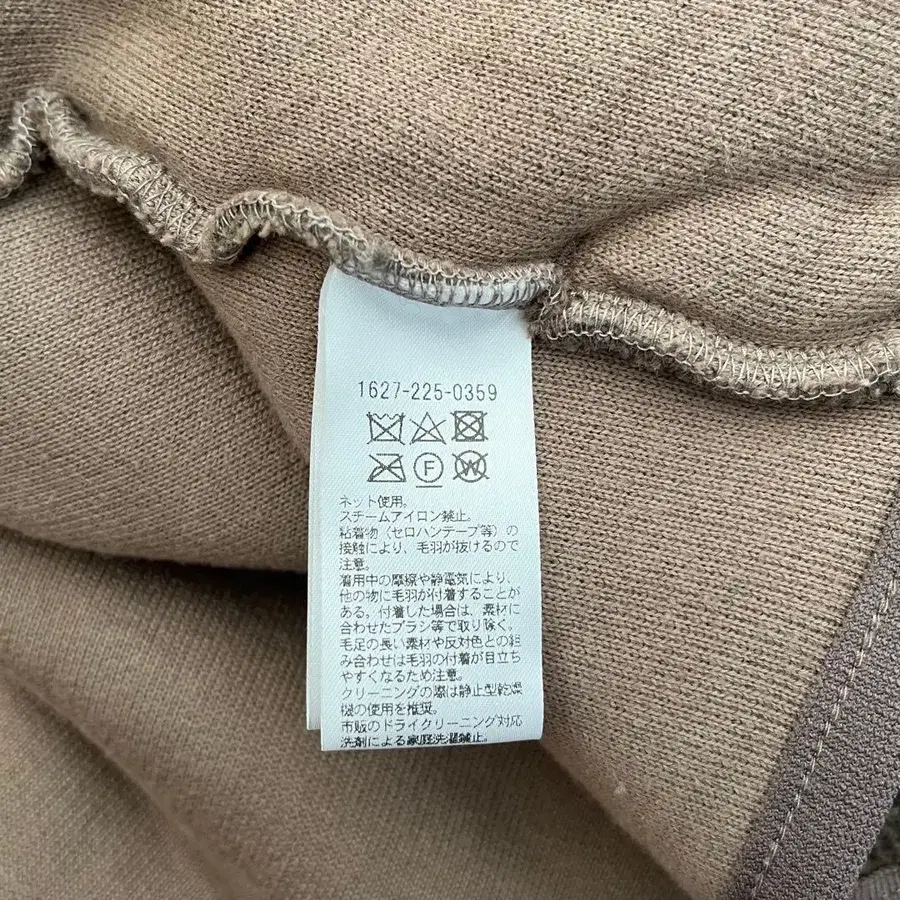 1627-225-0359
F W
ネット使用。
スチームアイロン禁止。
粘着物（セロハンテープ等）の
接触により、毛羽が抜けるので
注意。
着用中の摩擦や静電気により、
他の物に毛羽が付着することが
ある。付着した場合は、素材に
合わせたブラシ等で取り除く。
毛足の長い素材や反対色との組
み合わせは毛羽の付着が目立ち
やすくなるため注意。
クリーニングの際は静止型乾燥
機の使用を推奨。
市販のドライクリーニング対応
洗剤による家庭洗濯禁止。